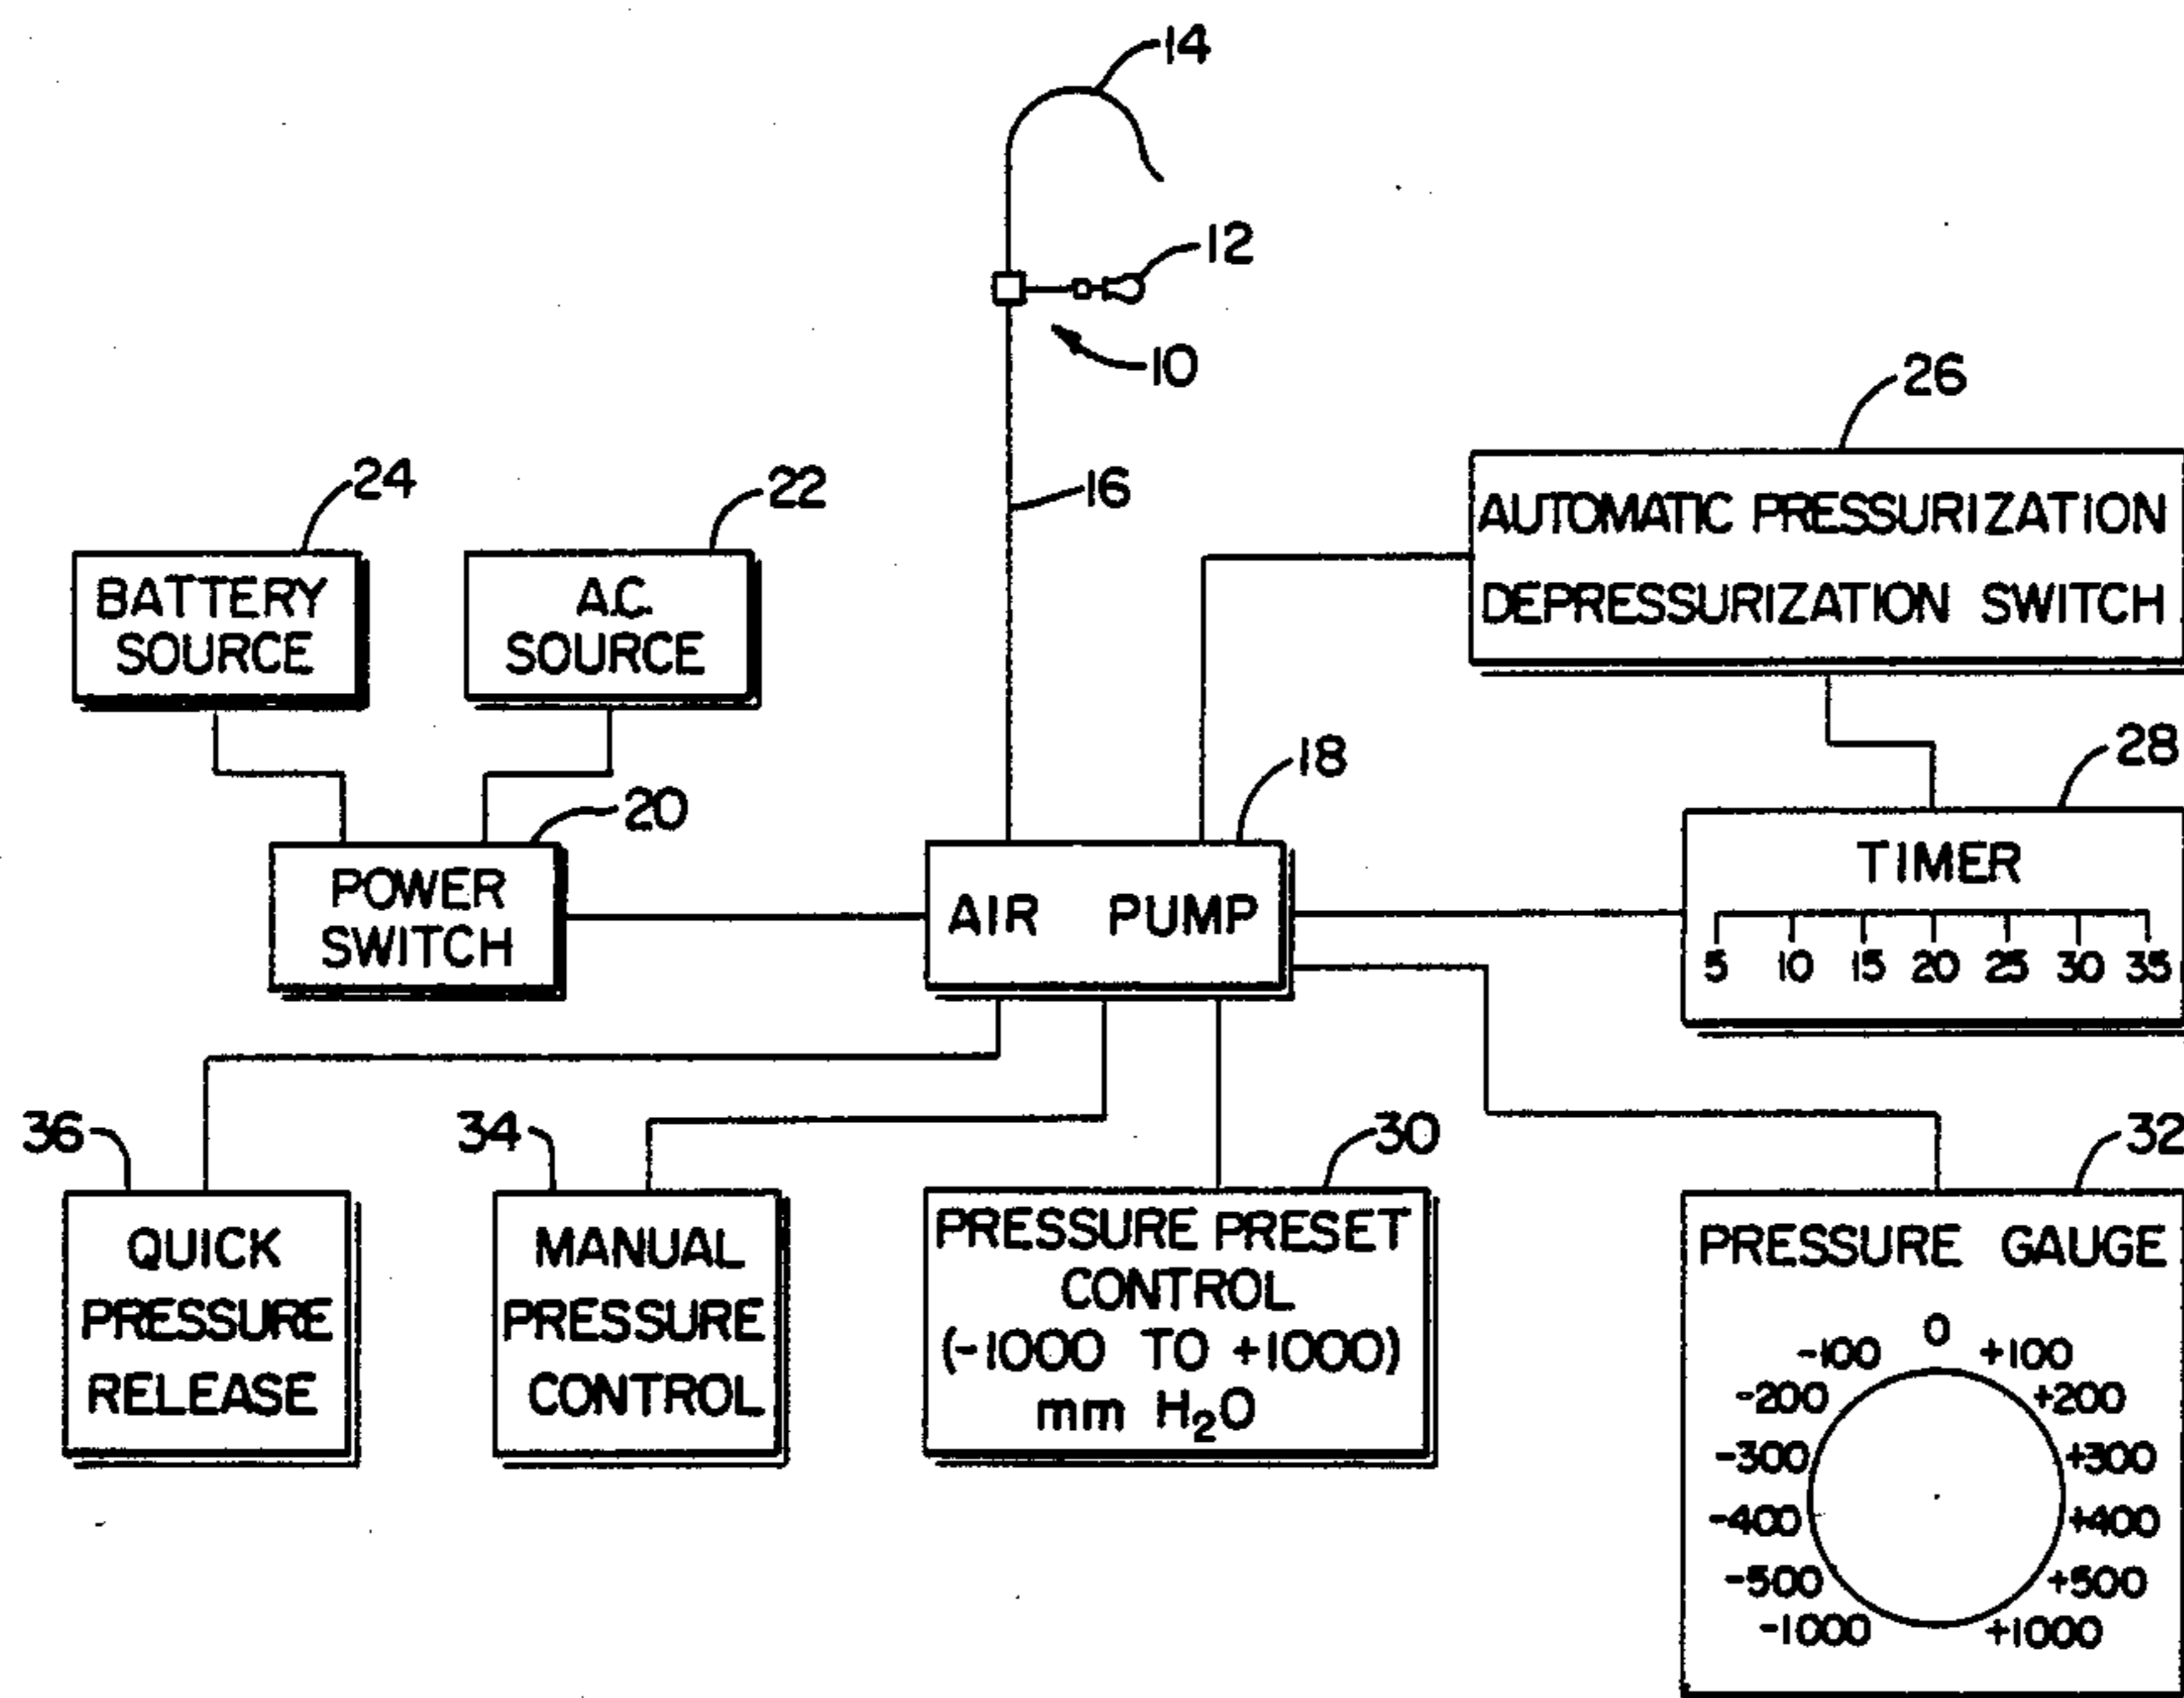 14
12
10
26
24
22
16
AUTOMATIC PRESSURIZATION
DEPRESSURIZATION SWITCH
BATTERY
SOURCE
A.C.
SOURCE
18
28
20
POWER
SWITCH
AIR PUMP
TIMER
5 10 15 20 25 30 35
36
34
30
32
QUICK
PRESSURE
RELEASE
MANUAL
PRESSURE
CONTROL
PRESSURE PRESET
CONTROL
(-1000 TO +1000)
mm H₂O
PRESSURE GAUGE
0
-100 +100
-200 +200
-300 +300
-400 +400
-500 +500
-1000 +1000